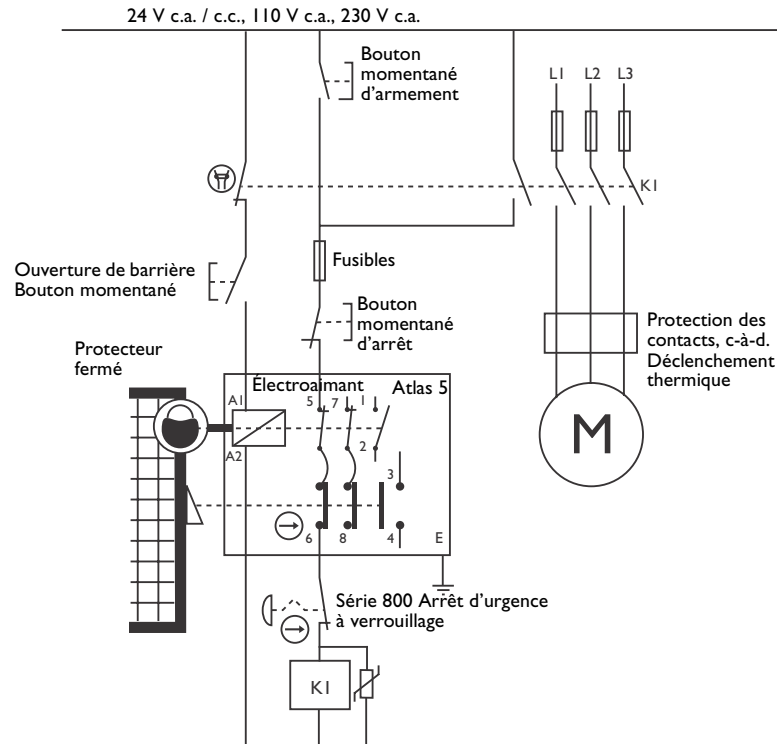 24 V c.a. / c.c., 110 V c.a., 230 V c.a.
Bouton
momentané
d'armement
L1 L2 L3
K1
Ouverture de barrière
Bouton momentané
Fusibles
Bouton
momentané
d'arrêt
Protection des
contacts, c-à-d.
Déclenchement
thermique
Protecteur
fermé
Électroaimant
Atlas 5
A1
5 7 1
M
A2
2
3
6 8 4 E
Série 800 Arrêt d'urgence
à verrouillage
K1